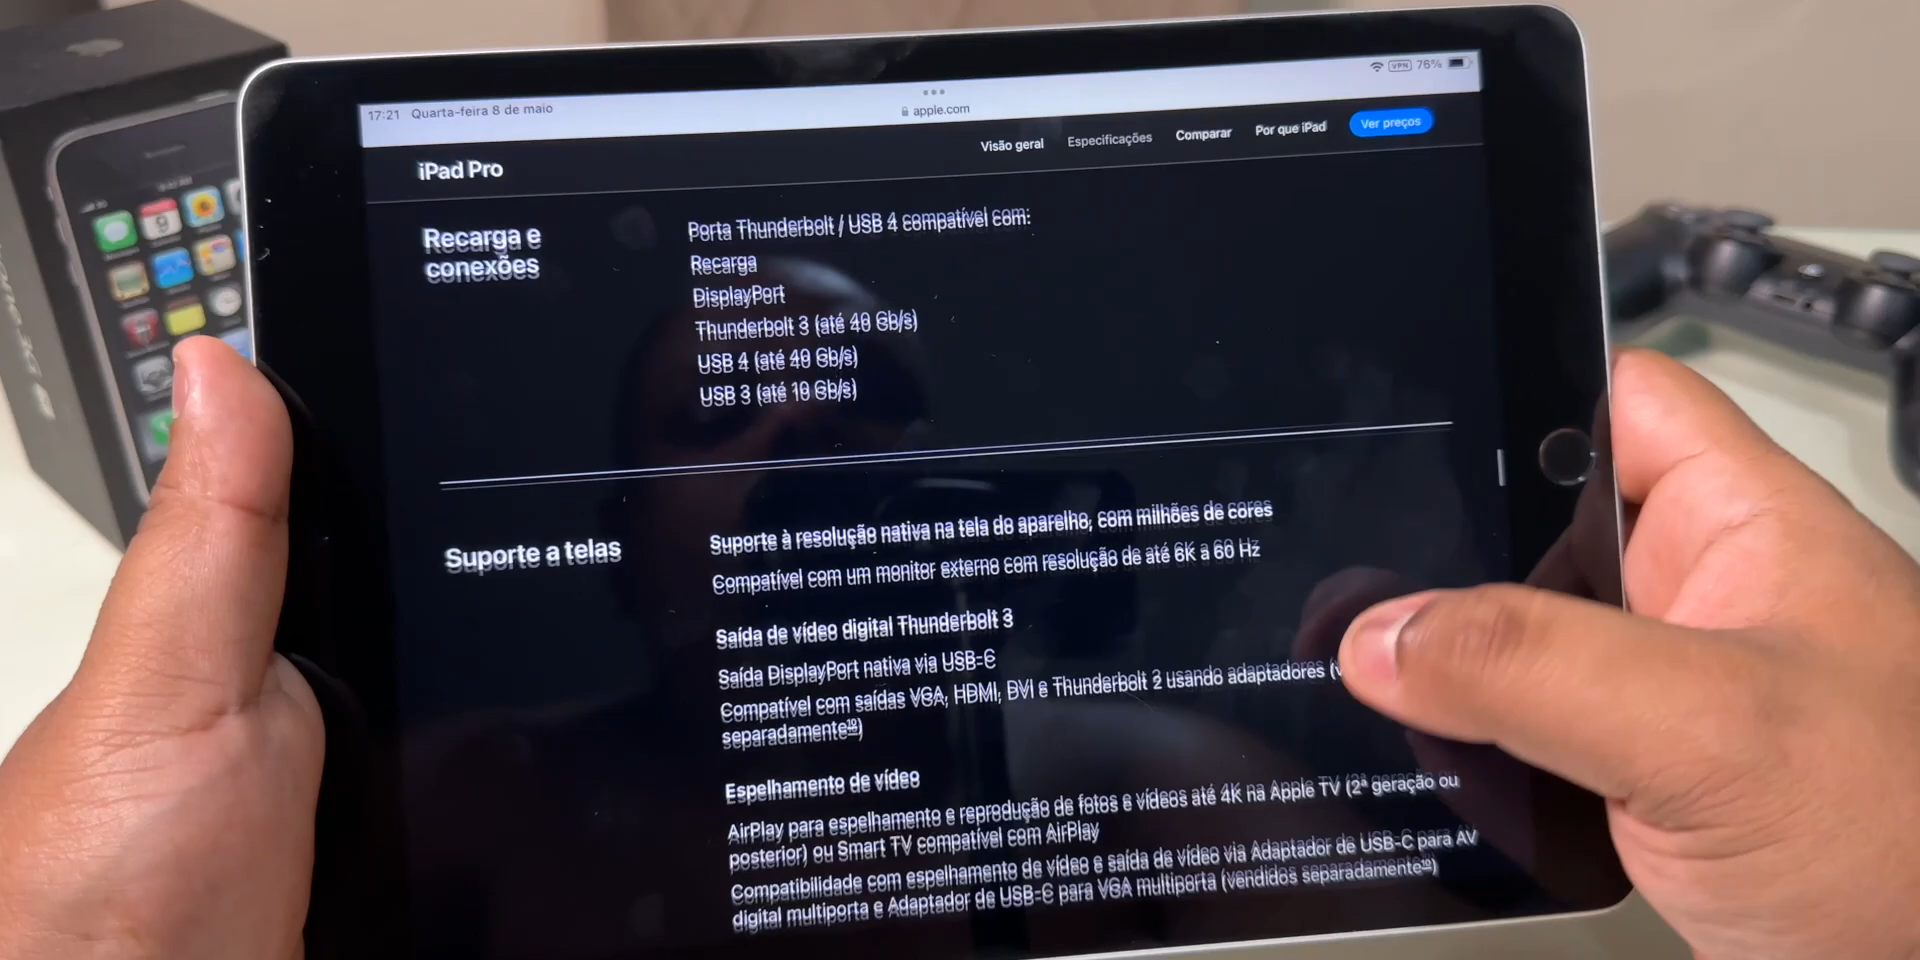 17:21 Quarta-feira 8 de maio
VPN 76%
apple.com
iPad Pro
Visão geral Especificações Comparar Por que iPad Ver preços
Recarga e
conexões
Porta Thunderbolt / USB 4 compatível com:
Recarga
DisplayPort
Thunderbolt 3 (até 40 Gb/s)
USB 4 (até 40 Gb/s)
USB 3 (até 10 Gb/s)
Suporte a telas
Suporte à resolução nativa na tela do aparelho, com milhões de cores
Compatível com um monitor externo com resolução de até 6K a 60 Hz
Saída de vídeo digital Thunderbolt 3
Saída DisplayPort nativa via USB-C
Compatível com saídas VGA, HDMI, DVI e Thunderbolt 2 usando adaptadores (v
separadamente¹⁰)
Espelhamento de vídeo
AirPlay para espelhamento e reprodução de fotos e vídeos até 4K na Apple TV (2ª geração ou
posterior) ou Smart TV compatível com AirPlay
Compatibilidade com espelhamento de vídeo e saída de vídeo via Adaptador de USB-C para AV
digital multiporta e Adaptador de USB-C para VGA multiporta (vendidos separadamente¹⁰)